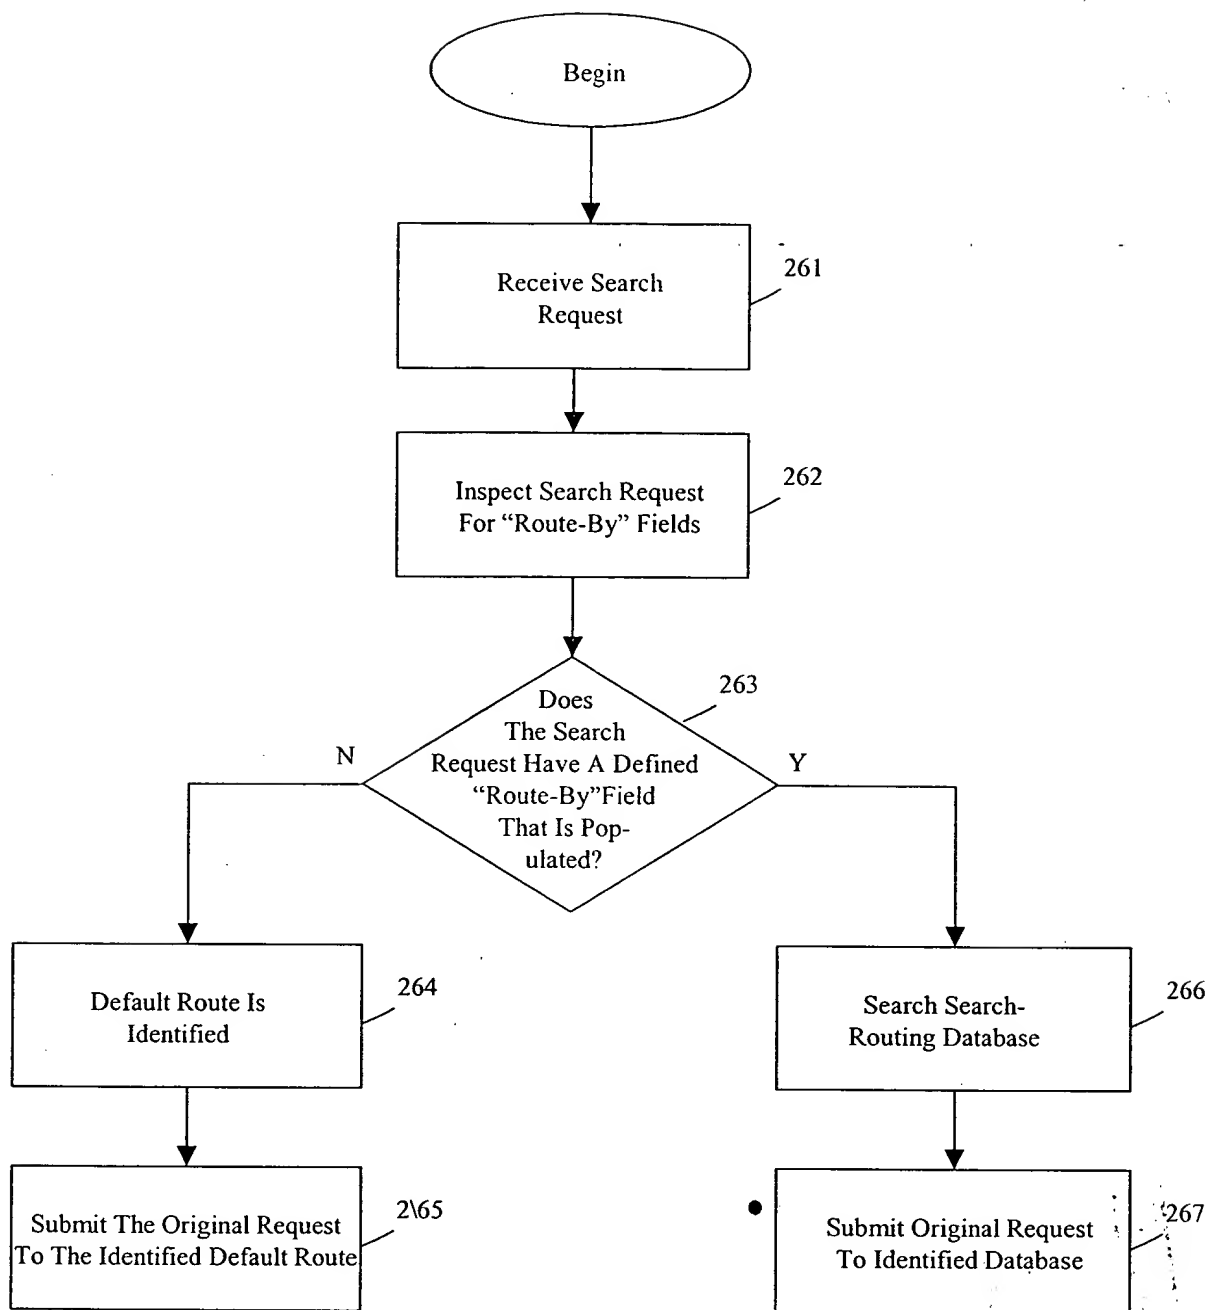 Begin
Receive Search
Request
261
Inspect Search Request
For “Route-By” Fields
262
Does
The Search
Request Have A Defined
“Route-By”Field
That Is Pop-
ulated?
263
N
Y
Default Route Is
Identified
264
Search Search-
Routing Database
266
Submit The Original Request
To The Identified Default Route
2\65
Submit Original Request
To Identified Database
267